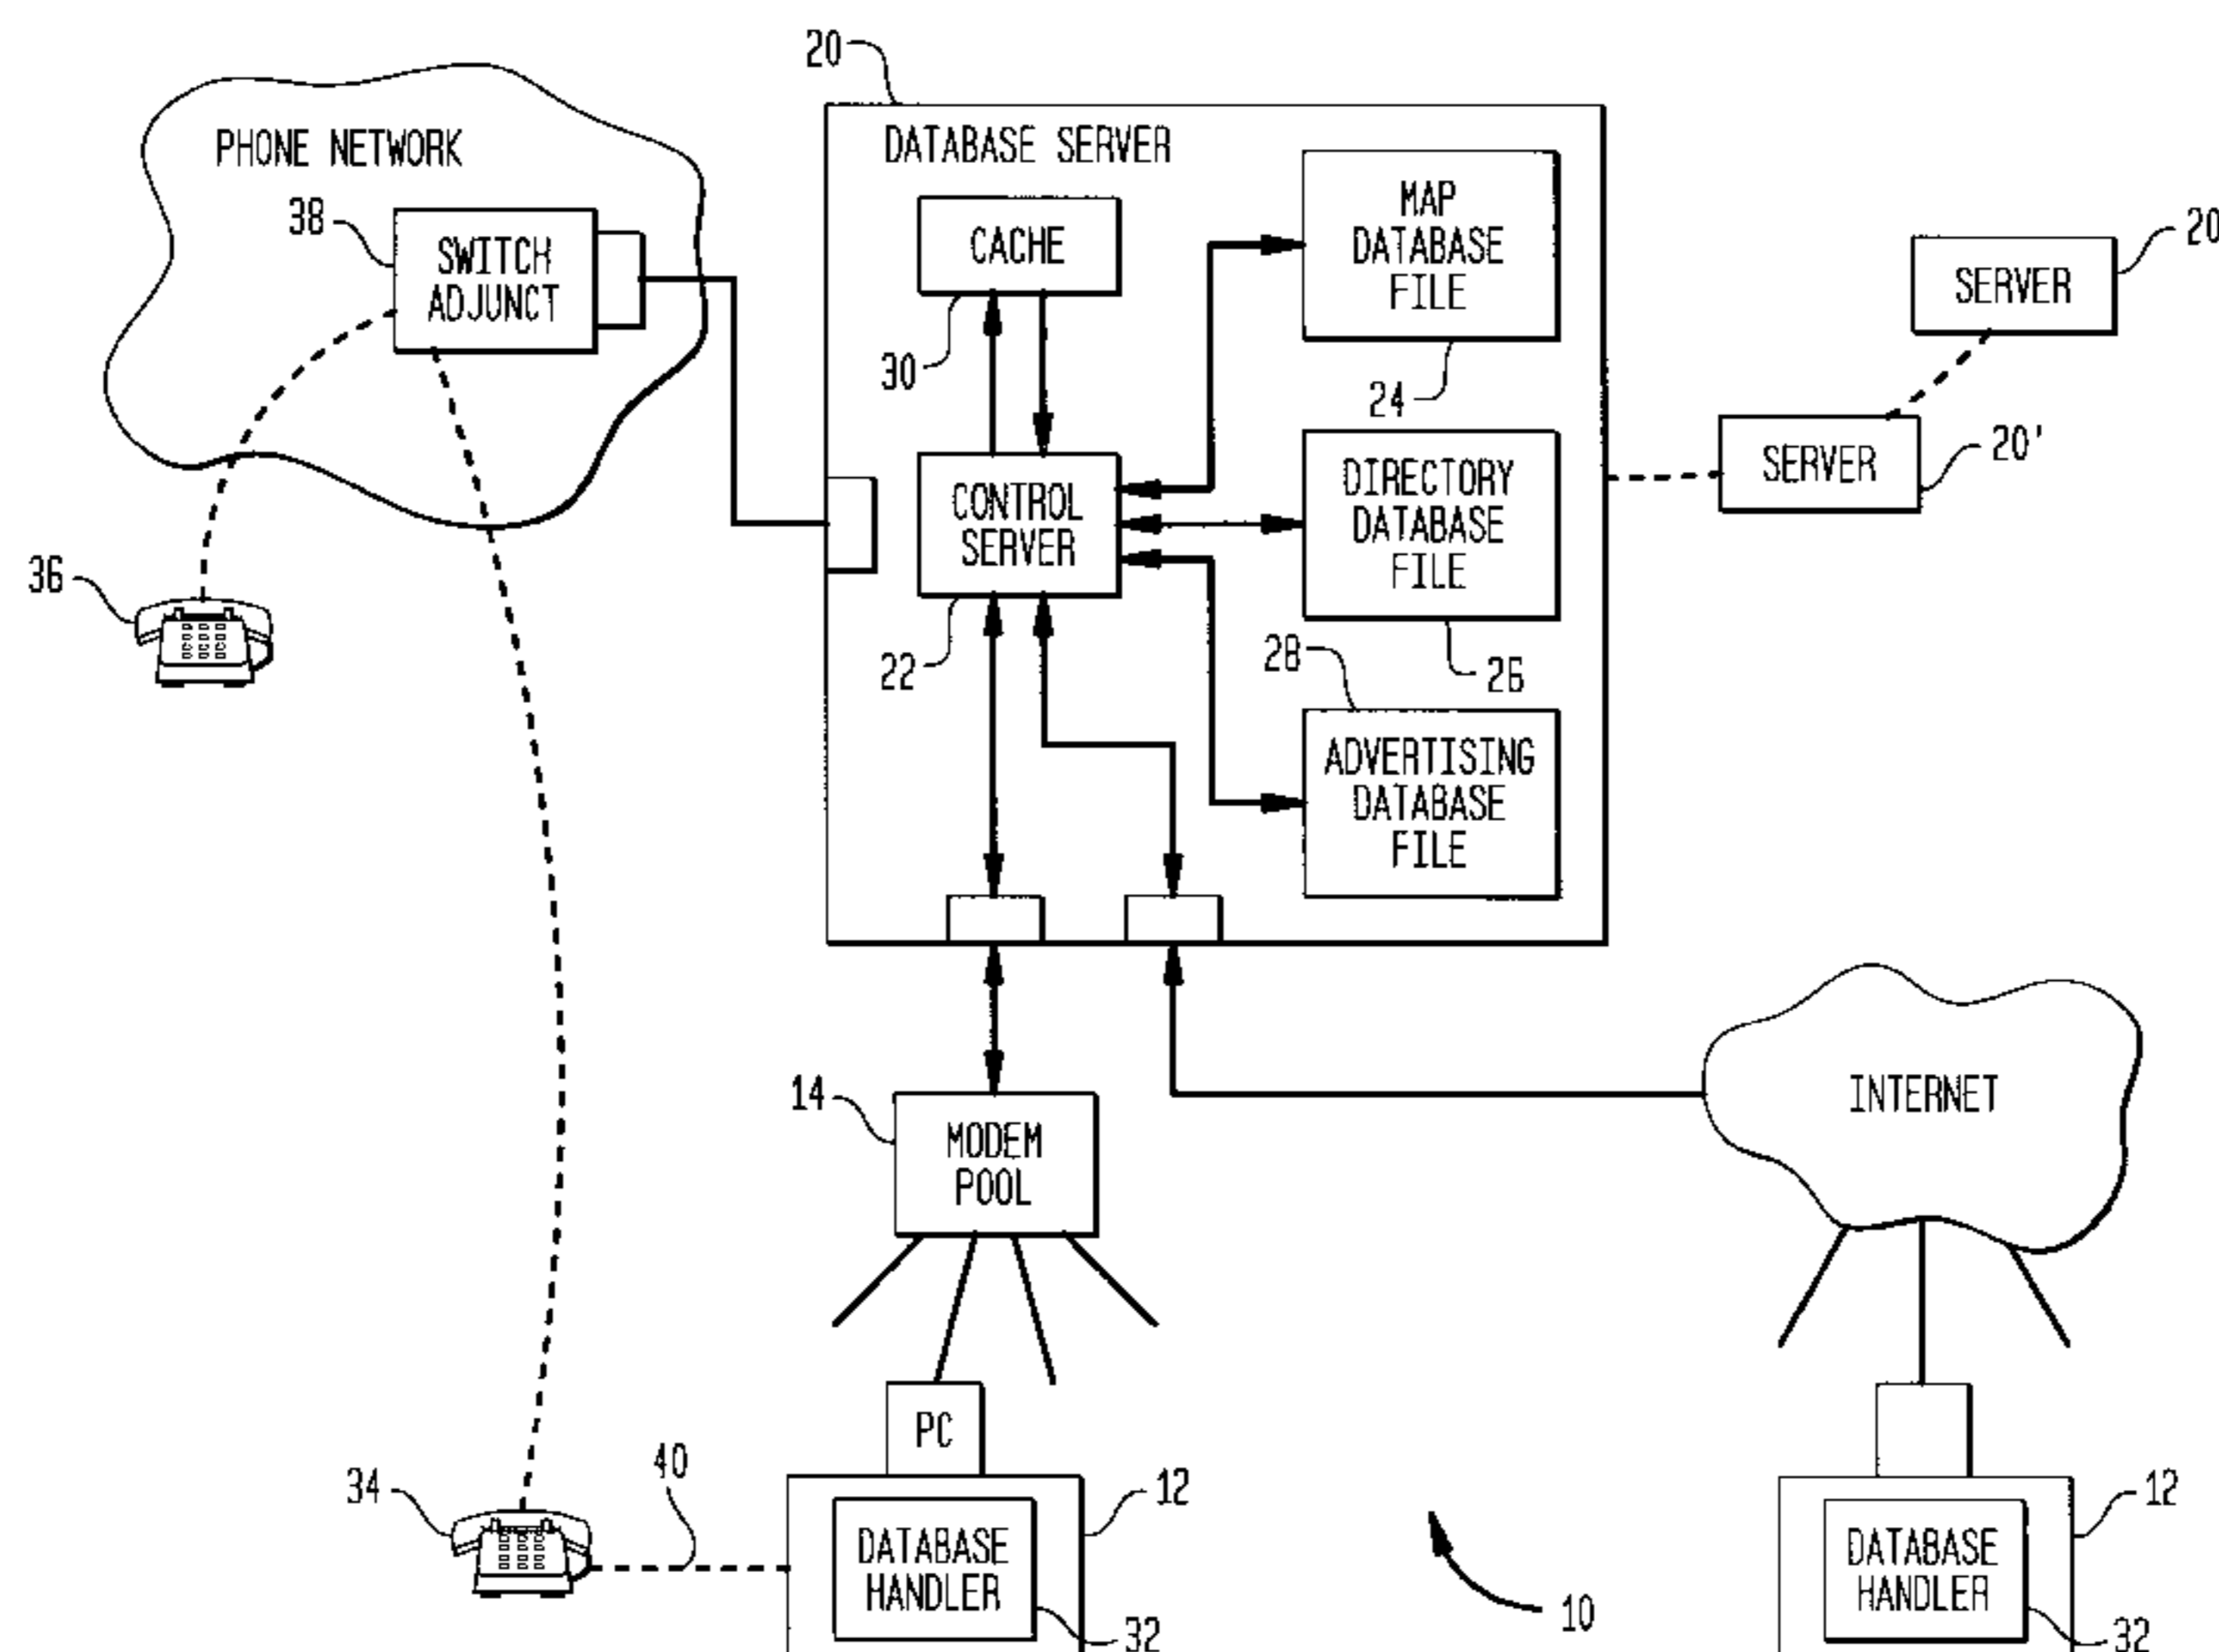 20
PHONE NETWORK
DATABASE SERVER
38
SWITCH
ADJUNCT
CACHE
MAP
DATABASE
FILE
20
SERVER
30
24
SERVER
20'
CONTROL
SERVER
DIRECTORY
DATABASE
FILE
36
22
28
26
ADVERTISING
DATABASE
FILE
14
MODEM
POOL
INTERNET
PC
34
40
12
12
DATABASE
HANDLER
DATABASE
HANDLER
10
32
32